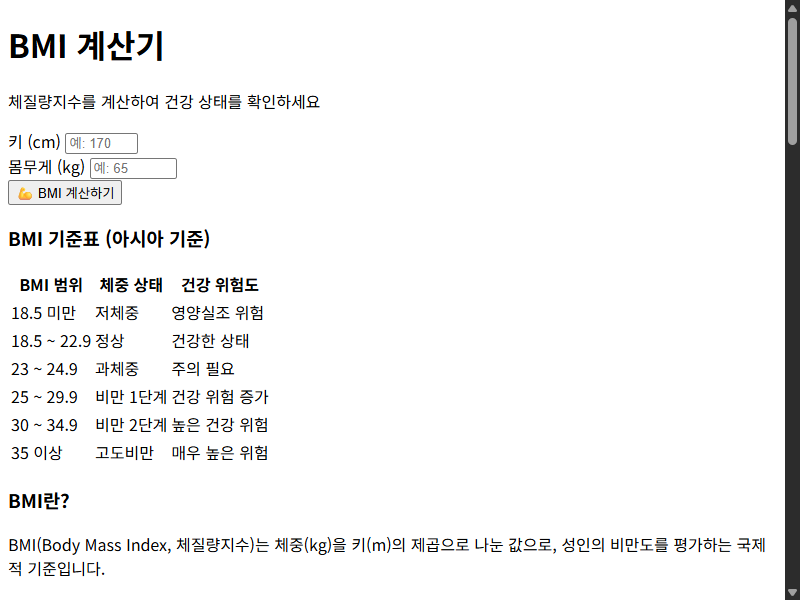 BMI 계산기
체질량지수를 계산하여 건강 상태를 확인하세요
키 (cm) 예: 170
몸무게 (kg) 예: 65
💪 BMI 계산하기
BMI 기준표 (아시아 기준)
BMI 범위 체중 상태 건강 위험도
18.5 미만 저체중 영양실조 위험
18.5 ~ 22.9 정상 건강한 상태
23 ~ 24.9 과체중 주의 필요
25 ~ 29.9 비만 1단계 건강 위험 증가
30 ~ 34.9 비만 2단계 높은 건강 위험
35 이상 고도비만 매우 높은 위험
BMI란?
BMI(Body Mass Index, 체질량지수)는 체중(kg)을 키(m)의 제곱으로 나눈 값으로, 성인의 비만도를 평가하는 국제
적 기준입니다.